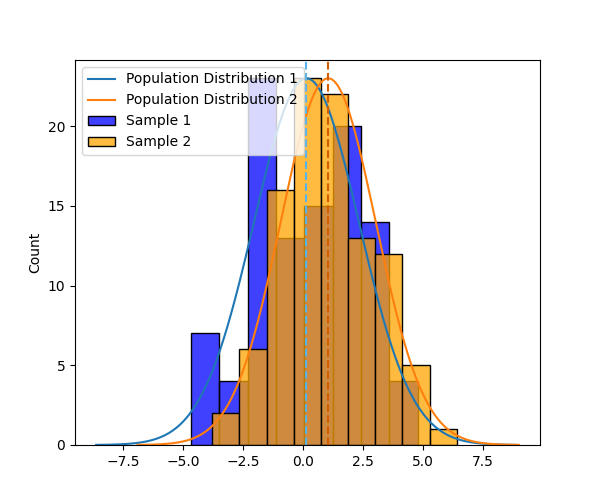 Population Distribution 1
Population Distribution 2
Sample 1
Sample 2
20
15
10
5
0
Count
−7.5 −5.0 −2.5 0.0 2.5 5.0 7.5